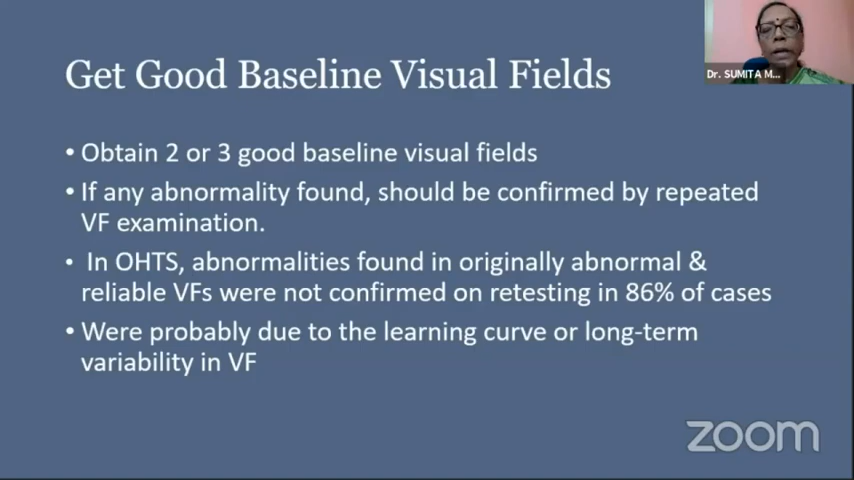 Get Good Baseline Visual Fields
Dr. SUMITA M...
• Obtain 2 or 3 good baseline visual fields
• If any abnormality found, should be confirmed by repeated
VF examination.
• In OHTS, abnormalities found in originally abnormal &
reliable VFs were not confirmed on retesting in 86% of cases
• Were probably due to the learning curve or long-term
variability in VF
zoom